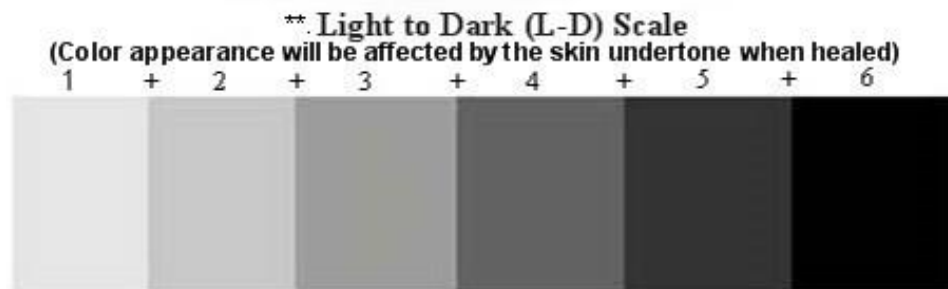 **. Light to Dark (L-D) Scale
(Color appearance will be affected by the skin undertone when healed)
1 + 2 + 3 + 4 + 5 + 6